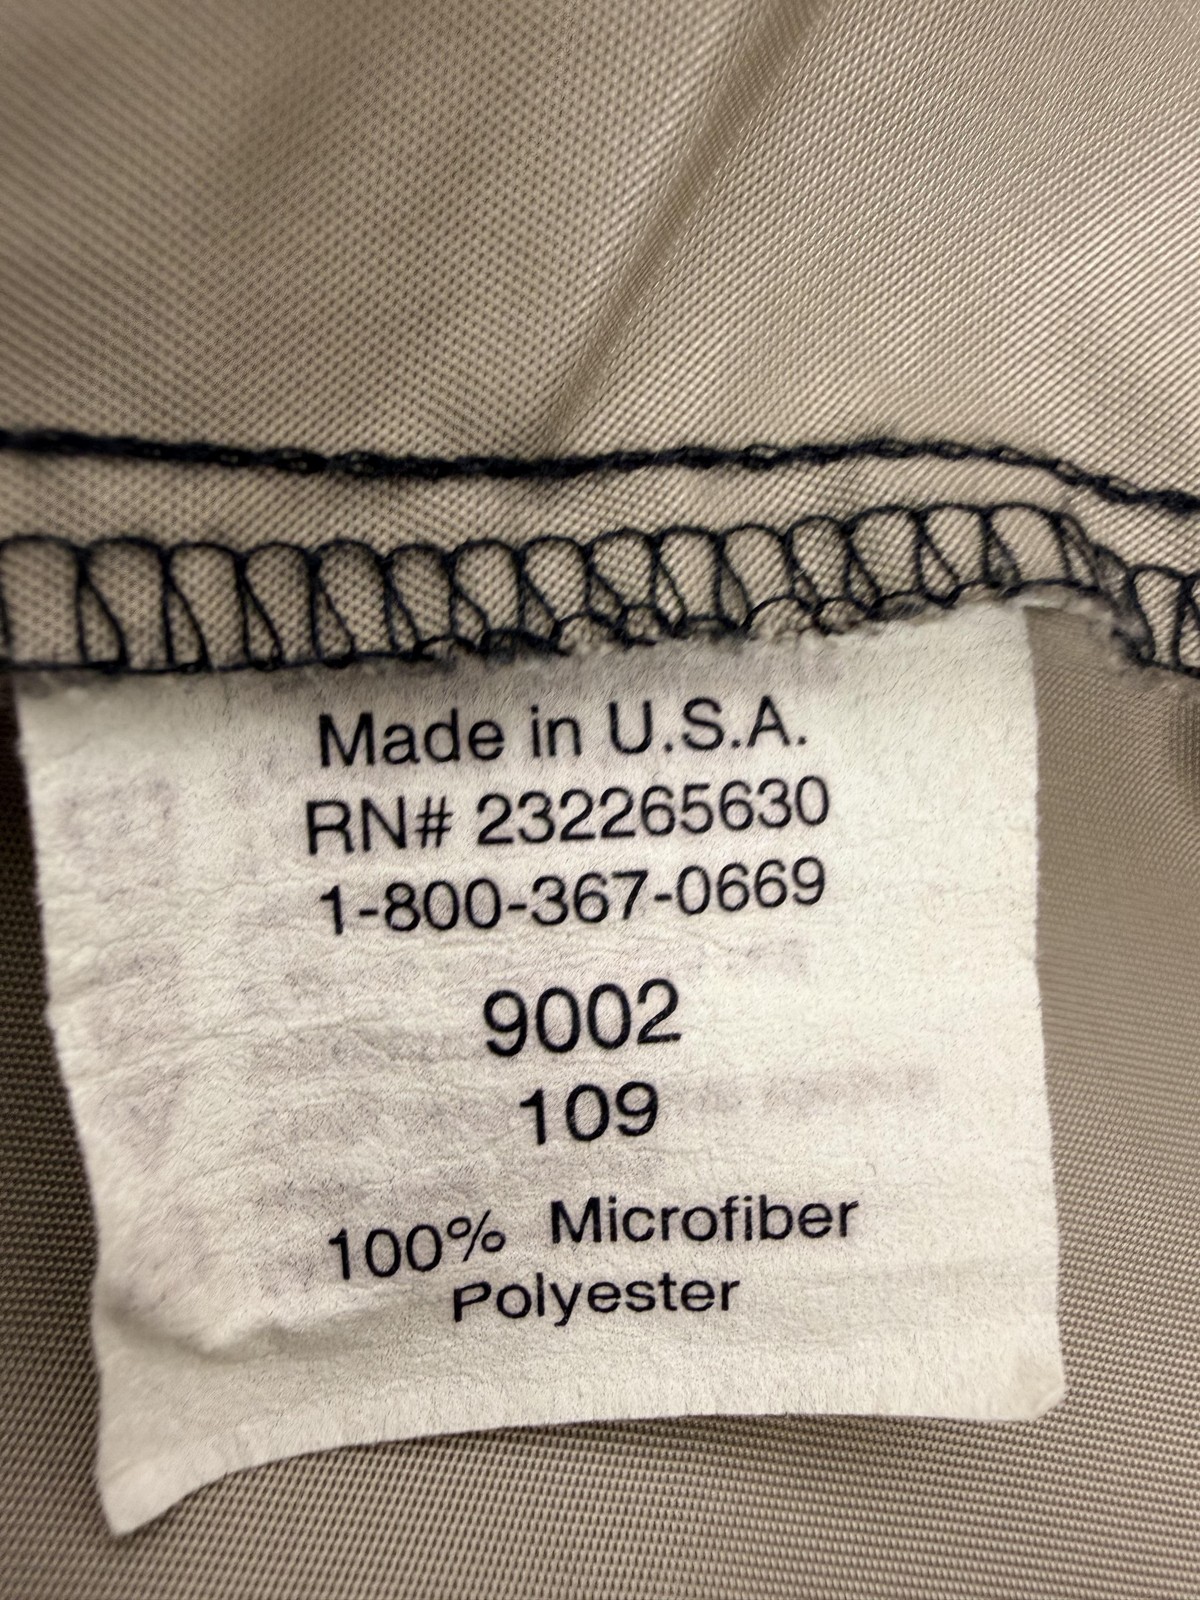 Made in U.S.A.
RN# 232265630
1-800-367-0669
9002
109
100% Microfiber
Polyester